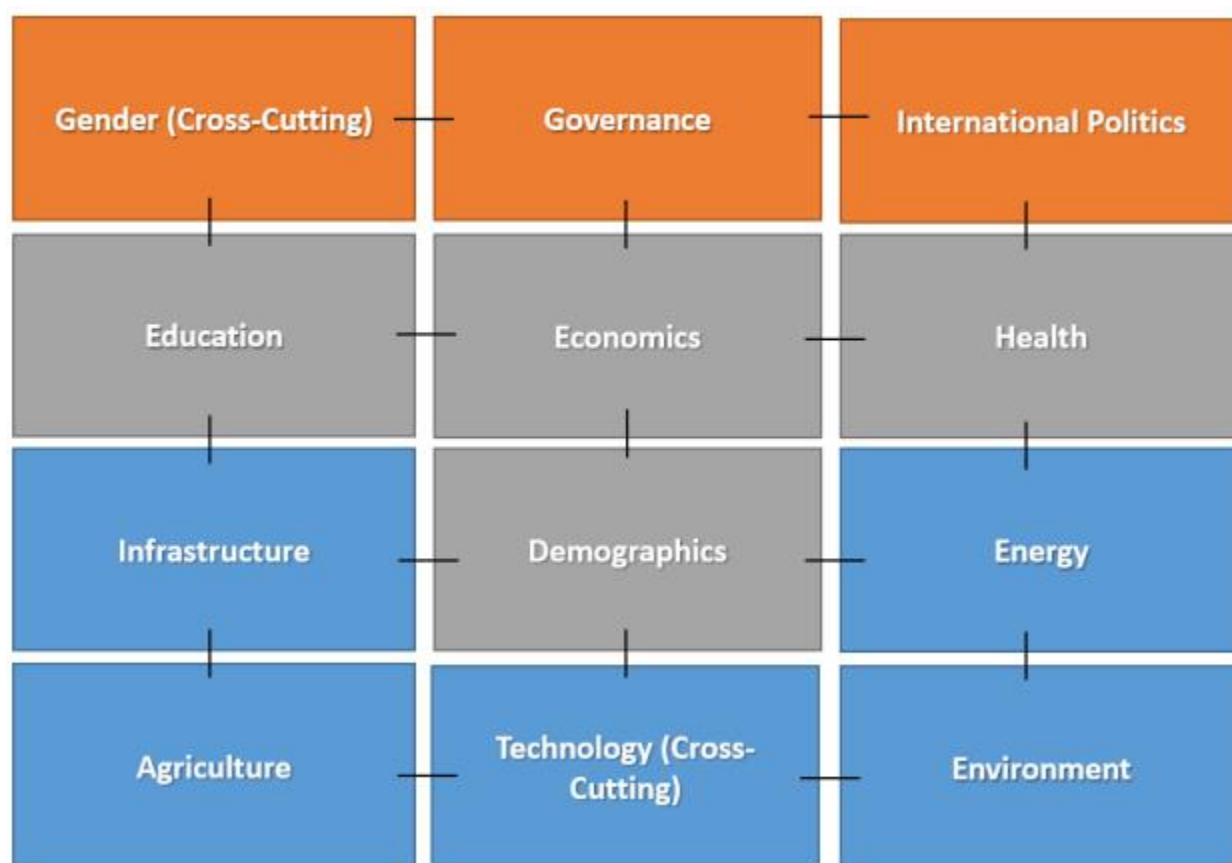 Gender (Cross-Cutting)
Governance
International Politics
Education
Economics
Health
Infrastructure
Demographics
Energy
Agriculture
Technology (Cross-
Cutting)
Environment